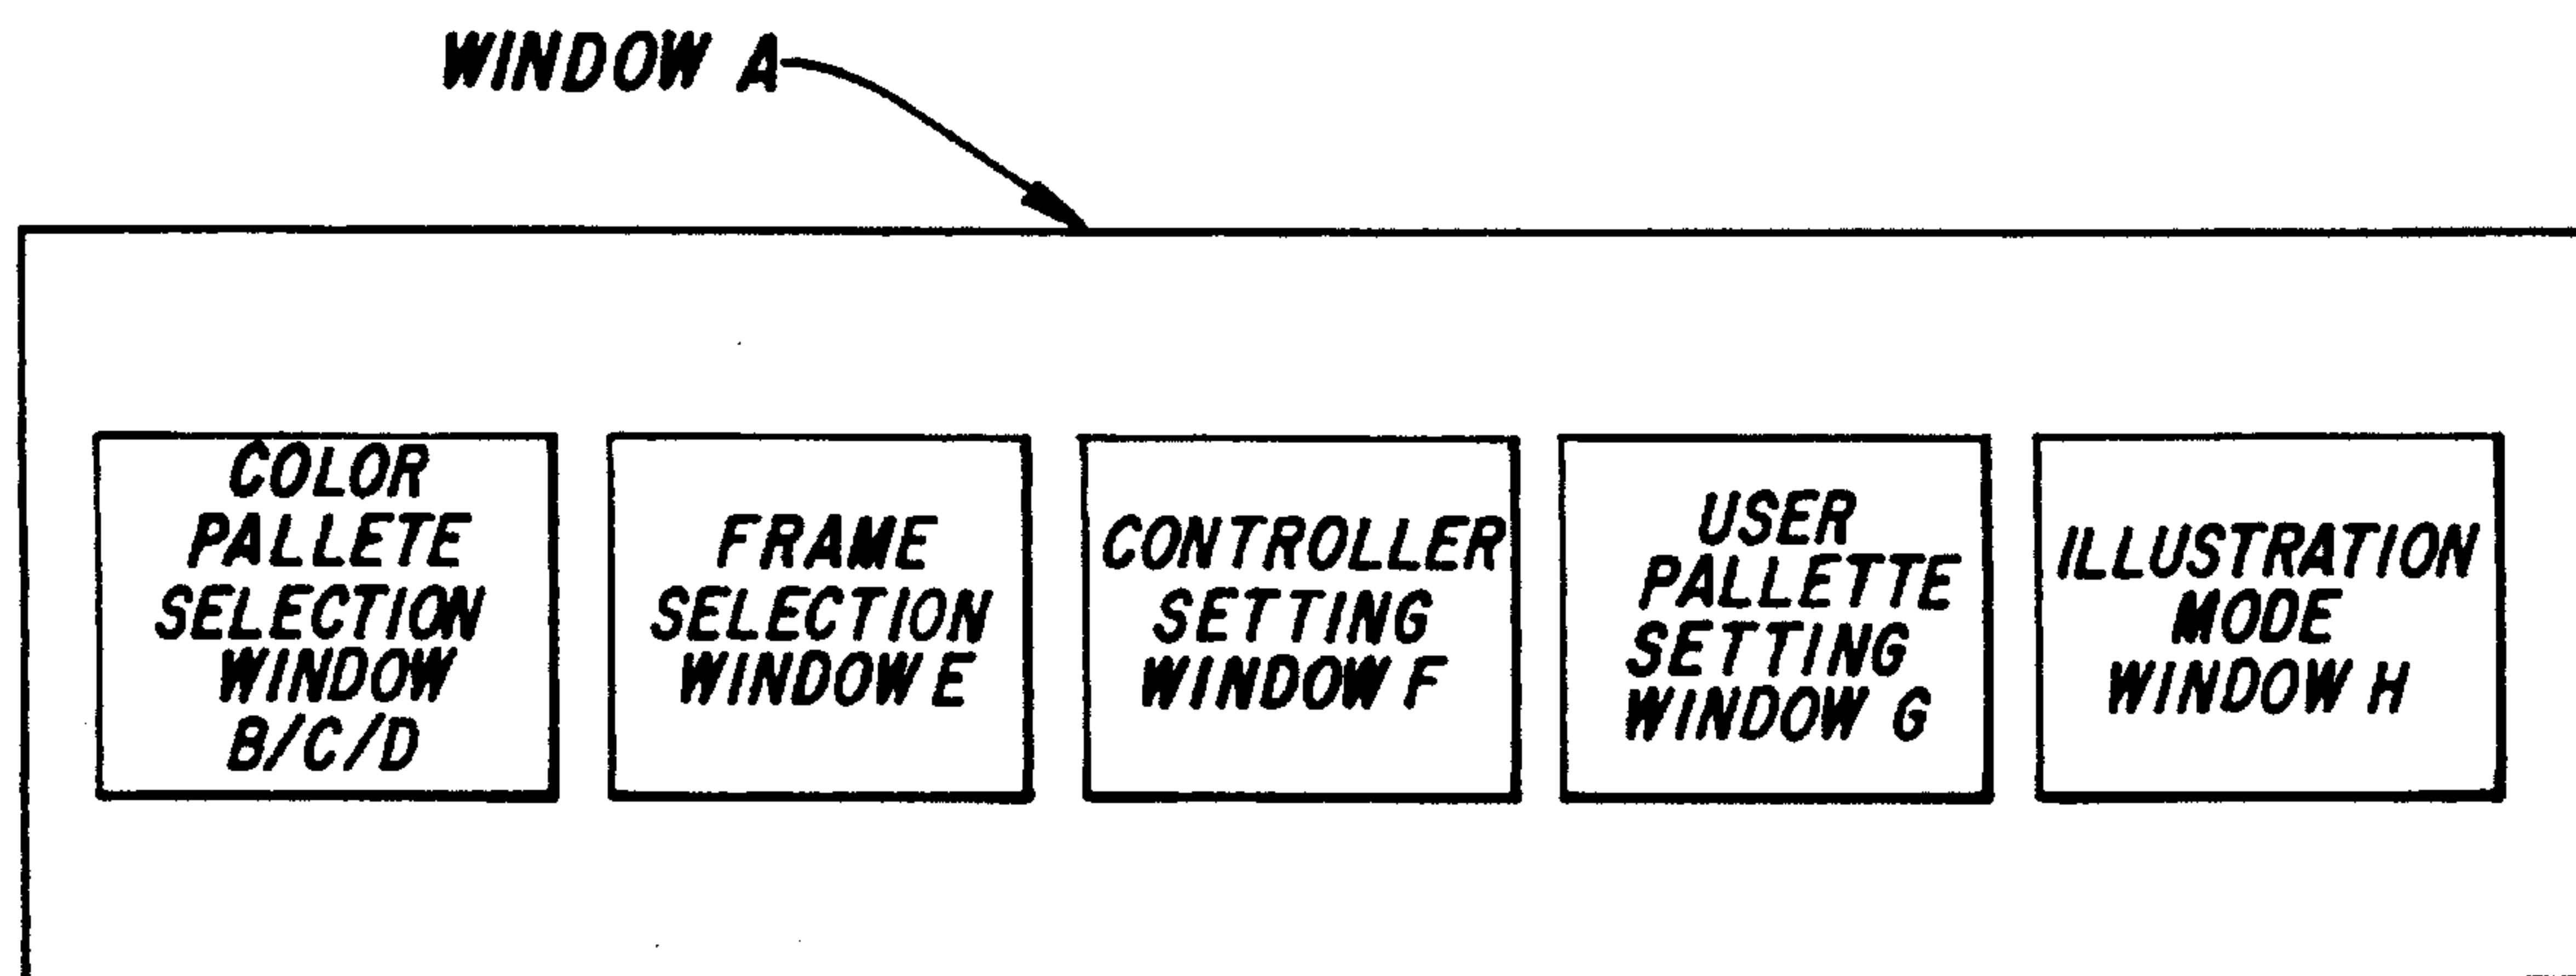 WINDOW A
COLOR
PALLETE
SELECTION
WINDOW
B/C/D
FRAME
SELECTION
WINDOW E
CONTROLLER
SETTING
WINDOW F
USER
PALLETTE
SETTING
WINDOW G
ILLUSTRATION
MODE
WINDOW H